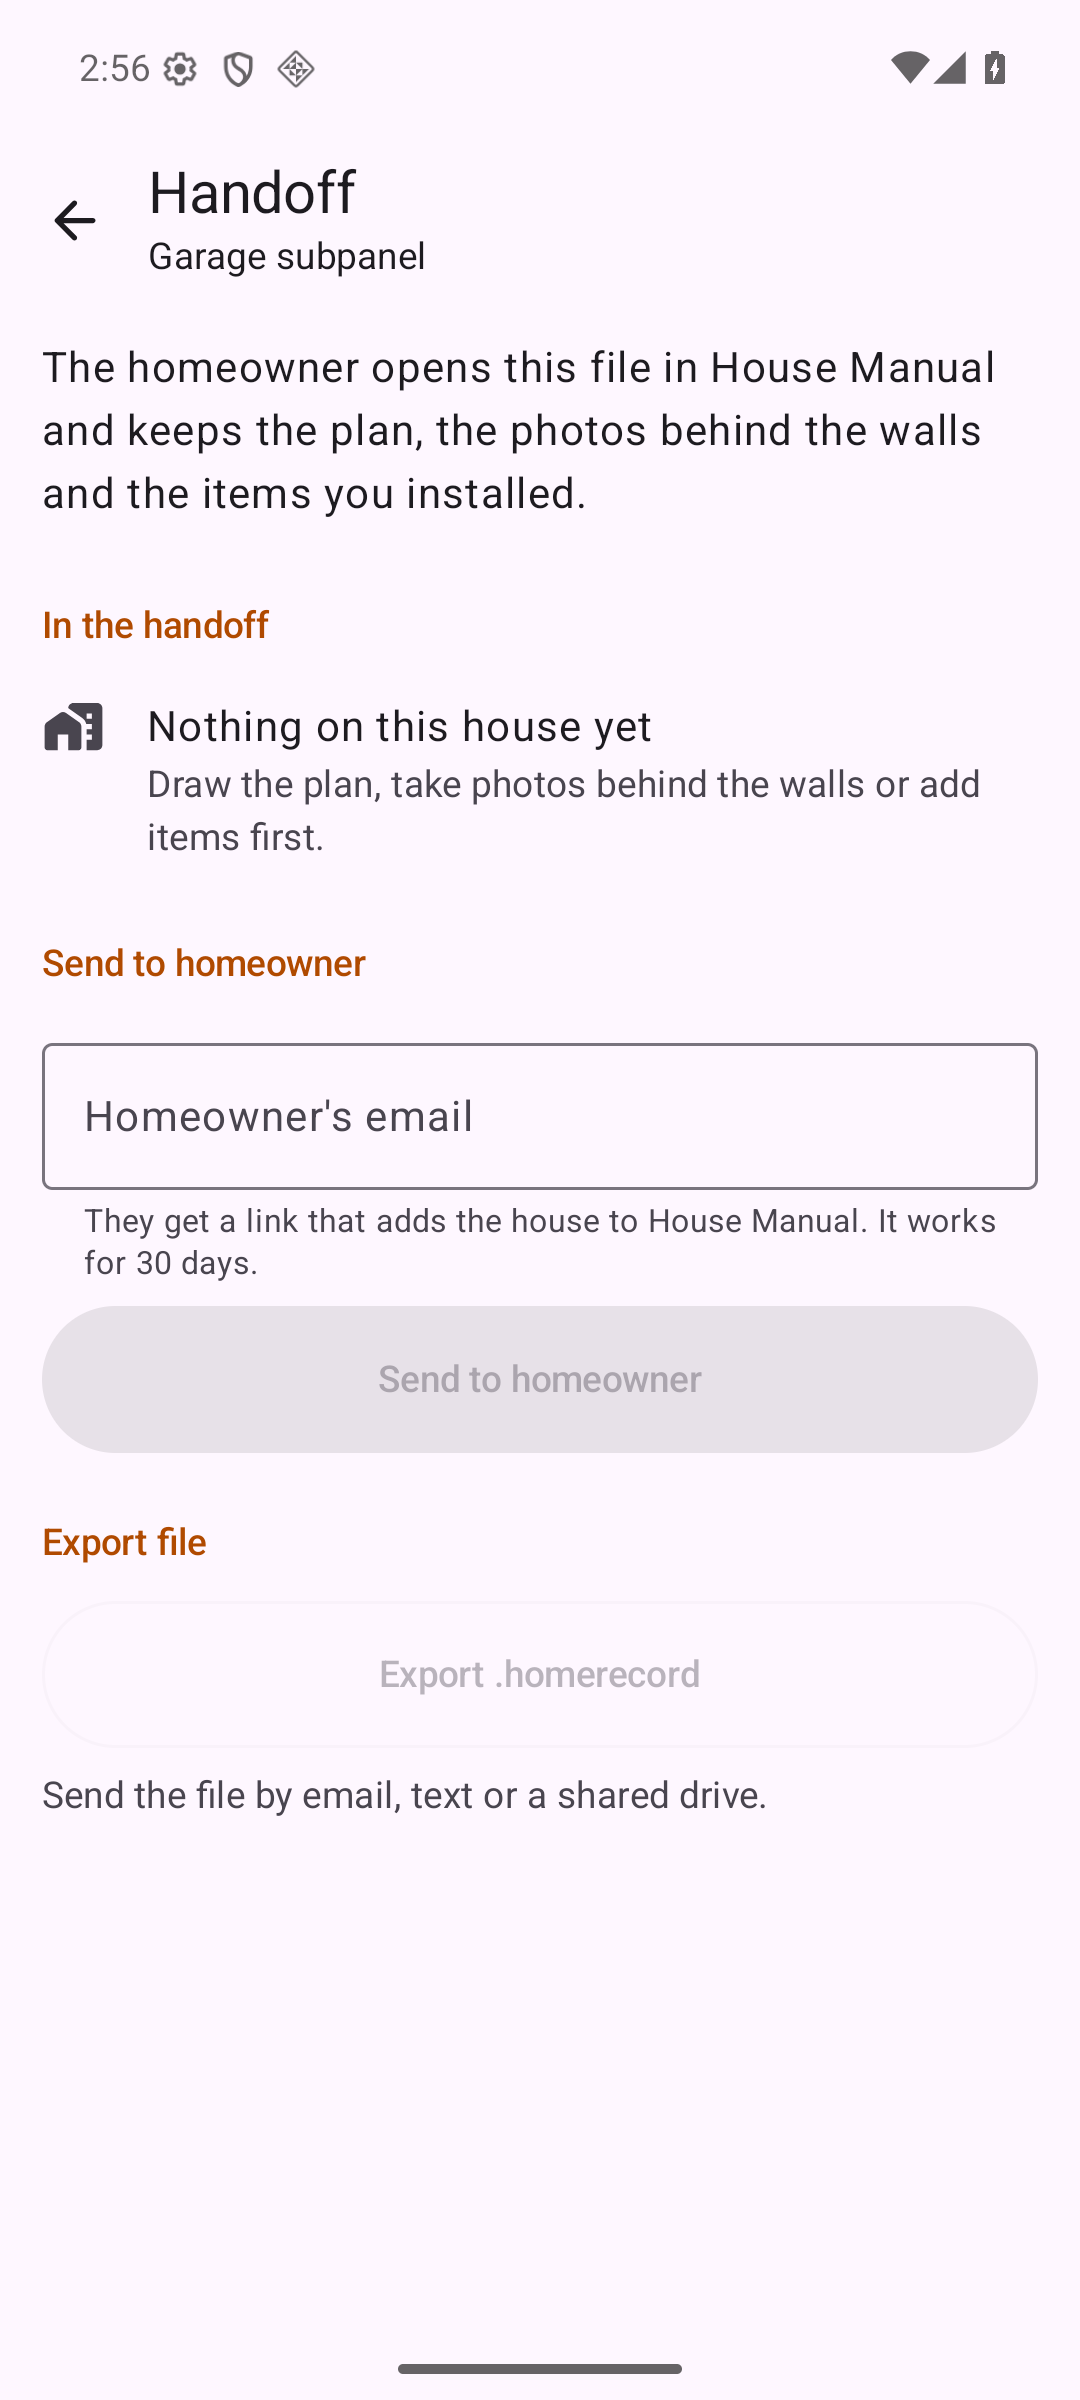 2:56
Handoff
Garage subpanel
The homeowner opens this file in House Manual
and keeps the plan, the photos behind the walls
and the items you installed.
In the handoff
Nothing on this house yet
Draw the plan, take photos behind the walls or add
items first.
Send to homeowner
Homeowner's email
They get a link that adds the house to House Manual. It works
for 30 days.
Send to homeowner
Export file
Export .homerecord
Send the file by email, text or a shared drive.